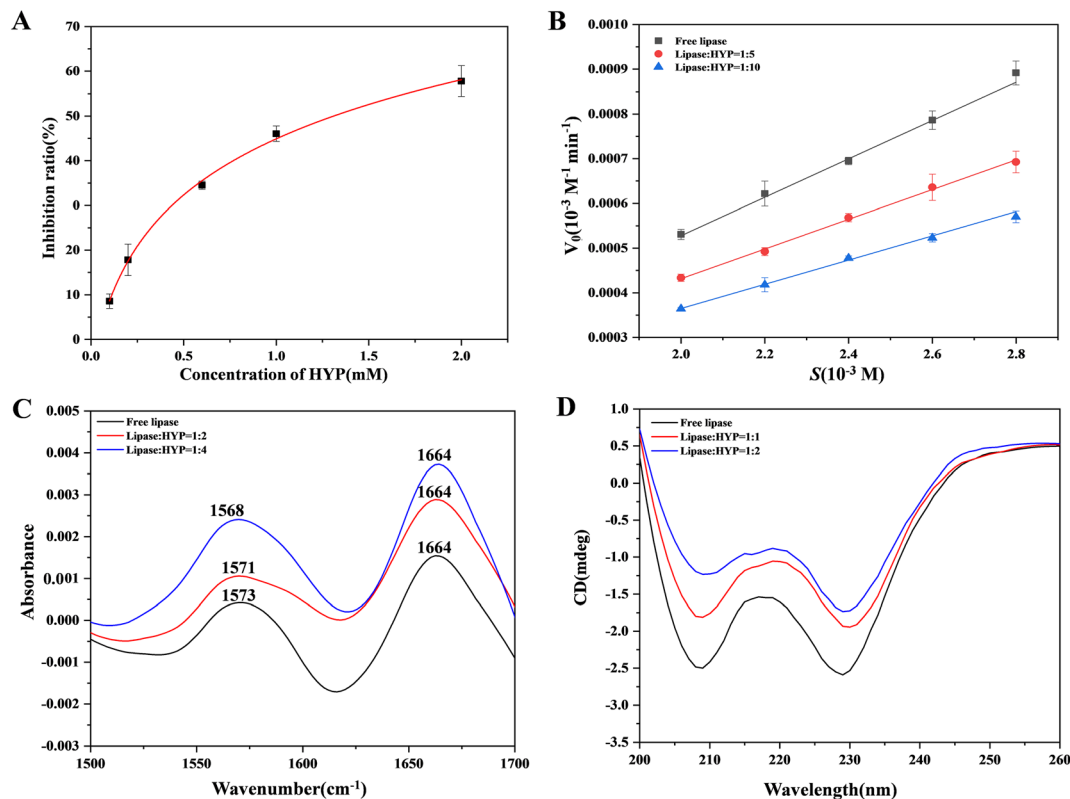 A
70
60
50
40
0
20
10
0
0.0 0.5 1.0 1.5 2.0
Inhibition ratio(%)
Concentration of HYP(mM)
B
Free lipase
Lipase:HYP=1:5
Lipase:HYP=1:10
0.0010
0.0009
0.0008
0.0007
0.0006
0.0005
0.0004
0.0003
2.0 2.2 2.4 2.6 2.8
V₀(10⁻³ M⁻¹ min⁻¹)
S(10⁻³ M)
C
Free lipase
Lipase:HYP=1:2
Lipase:HYP=1:4
0.005
0.004
0.003
0.002
0.001
0.000
-0.001
-0.002
-0.003
1664
1664
1568
1664
1571
1573
1500 1550 1600 1650 1700
Absorbance
Wavenumber(cm⁻¹)
D
Free lipase
Lipase:HYP=1:1
Lipase:HYP=1:2
1.0
0.5
0.0
-0.5
-1.0
-1.5
-2.0
-2.5
-3.0
-3.5
200 210 220 230 240 250 260
CD(mdeg)
Wavelength(nm)